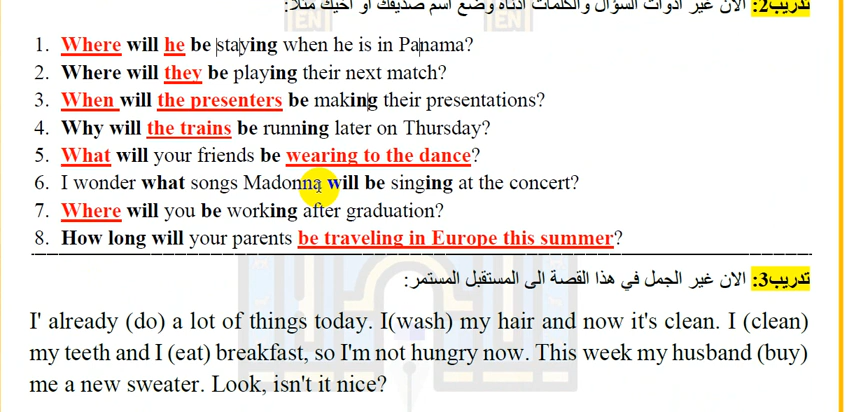 تدريب2: الان غير ادوات السؤال والكلمات ادناه وضع اسم صديقك او اخيك مثلا:
1. Where will he be staying when he is in Panama?
2. Where will they be playing their next match?
3. When will the presenters be making their presentations?
4. Why will the trains be running later on Thursday?
5. What will your friends be wearing to the dance?
6. I wonder what songs Madonna will be singing at the concert?
7. Where will you be working after graduation?
8. How long will your parents be traveling in Europe this summer?
تدريب3: الان غير الجمل في هذا القصة الى المستقبل المستمر:
I' already (do) a lot of things today. I(wash) my hair and now it's clean. I (clean)
my teeth and I (eat) breakfast, so I'm not hungry now. This week my husband (buy)
me a new sweater. Look, isn't it nice?